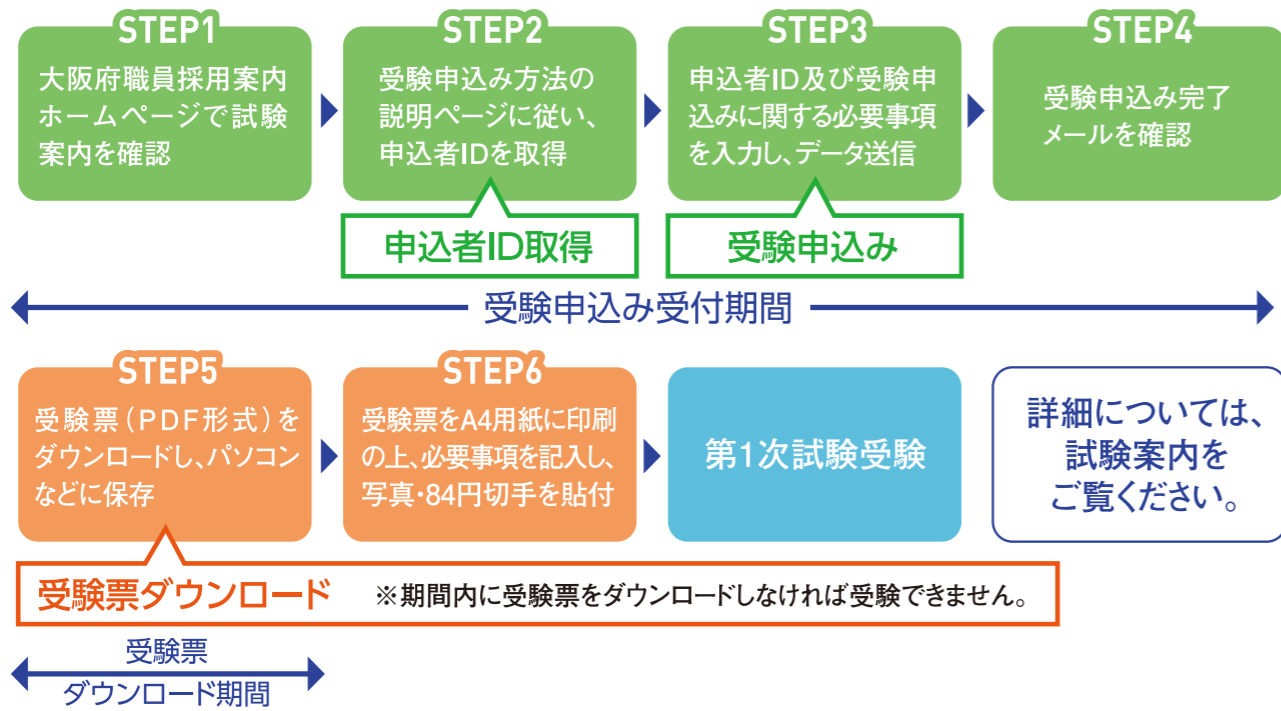 STEP1
大阪府職員採用案内
ホームページで試験
案内を確認
STEP2
受験申込み方法の
説明ページに従い、
申込者IDを取得
STEP3
申込者ID及び受験申
込みに関する必要事項
を入力し、データ送信
STEP4
受験申込み完了
メールを確認
申込者ID取得
受験申込み
受験申込み受付期間
STEP5
受験票(PDF形式)を
ダウンロードし、パソコン
などに保存
STEP6
受験票をA4用紙に印刷
の上、必要事項を記入し、
写真・84円切手を貼付
第1次試験受験
詳細については、
試験案内を
ご覧ください。
受験票ダウンロード ※期間内に受験票をダウンロードしなければ受験できません。
受験票
ダウンロード期間